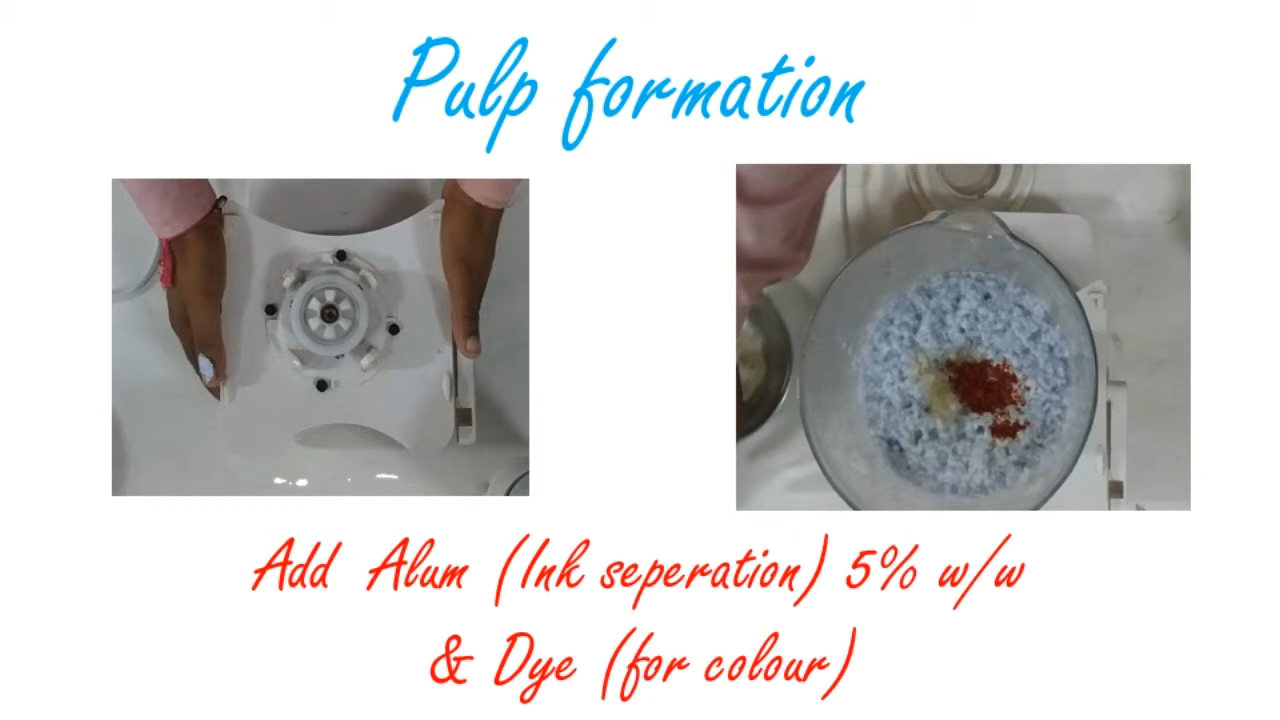 Pulp formation
Add Alum (Ink seperation) 5% w/w
& Dye (for colour)